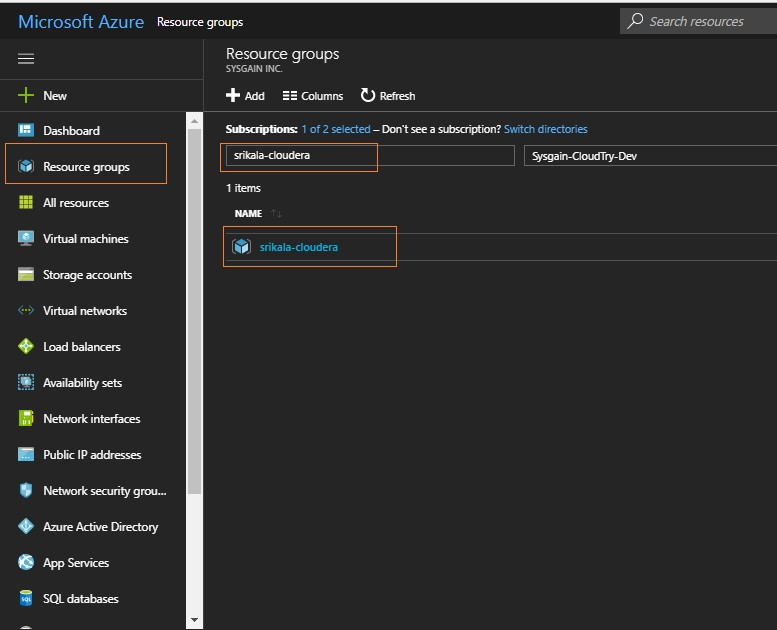 Microsoft Azure Resource groups
Search resources
Resource groups
SYSGAIN INC.
Add Columns Refresh
Subscriptions: 1 of 2 selected – Don't see a subscription? Switch directories
srikala-cloudera
Sysgain-CloudTry-Dev
1 items
NAME
srikala-cloudera
New
Dashboard
Resource groups
All resources
Virtual machines
Storage accounts
Virtual networks
Load balancers
Availability sets
Network interfaces
Public IP addresses
Network security grou...
Azure Active Directory
App Services
SQL
SQL databases